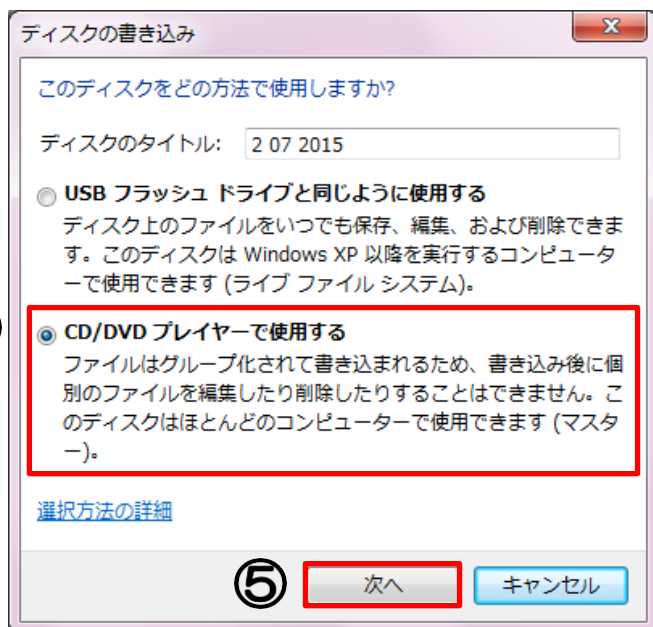 ディスクの書き込み
このディスクをどの方法で使用しますか?
ディスクのタイトル: 2 07 2015
USB フラッシュ ドライブと同じように使用する
ディスク上のファイルをいつでも保存、編集、および削除できま
す。このディスクは Windows XP 以降を実行するコンピュータ
ーで使用できます (ライブ ファイル システム)。
CD/DVD プレイヤーで使用する
ファイルはグループ化されて書き込まれるため、書き込み後に個
別のファイルを編集したり削除したりすることはできません。こ
のディスクはほとんどのコンピューターで使用できます (マスタ
ー)。
選択方法の詳細
⑤ 次へ キャンセル